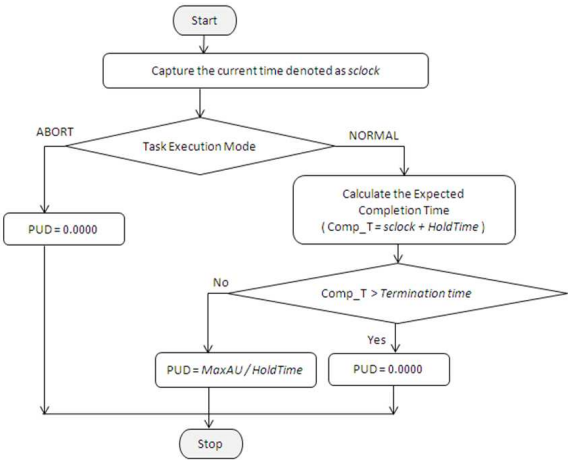 Start
Capture the current time denoted as sclock
ABORT
Task Execution Mode
NORMAL
PUD = 0.0000
Calculate the Expected
Completion Time
( Comp_T = sclock + HoldTime )
No
Comp_T > Termination time
Yes
PUD = MaxAU / HoldTime
PUD = 0.0000
Stop